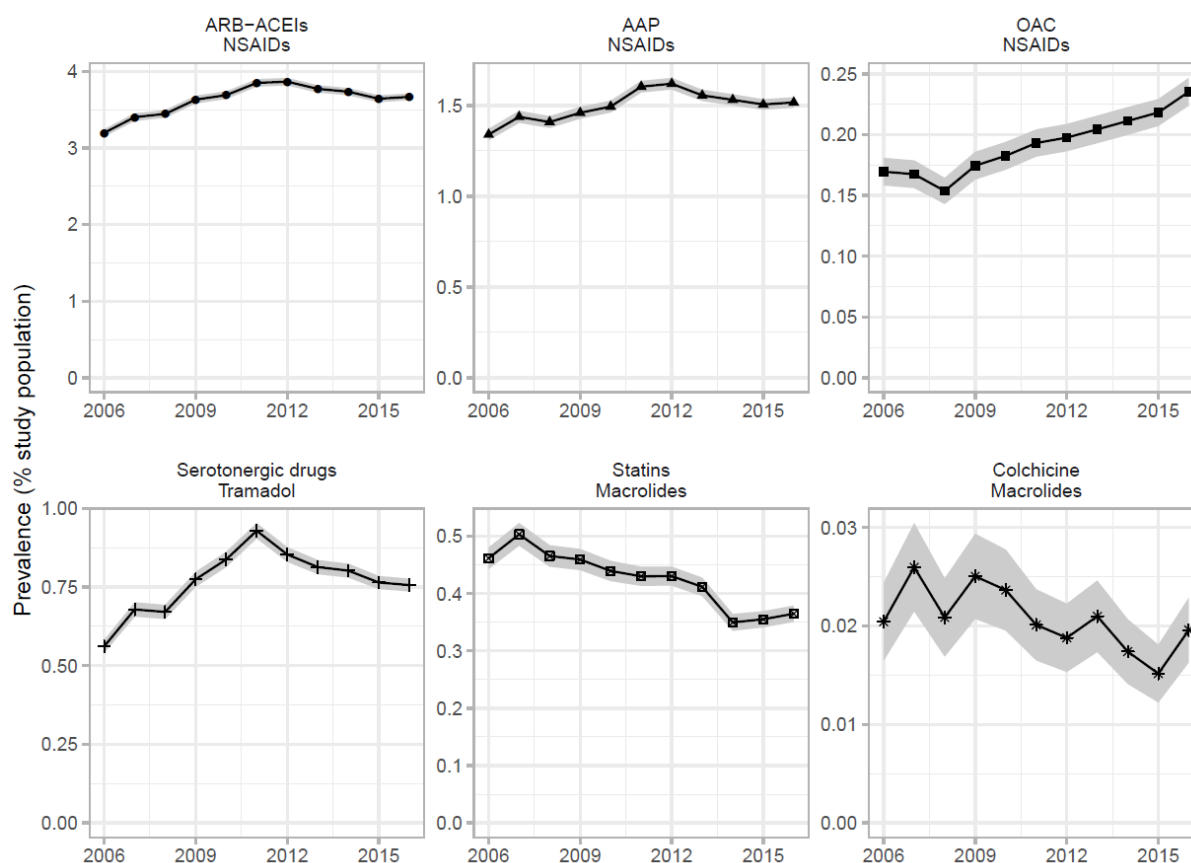 ARB−ACEIs
NSAIDs
AAP
NSAIDs
OAC
NSAIDs
4
3
2
1
0
1.5
1.0
0.5
0.0
0.25
0.20
0.15
0.10
0.05
0.00
2006 2009 2012 2015
2006 2009 2012 2015
2006 2009 2012 2015
Prevalence (% study population)
Serotonergic drugs
Tramadol
Statins
Macrolides
Colchicine
Macrolides
1.00
0.75
0.50
0.25
0.00
0.5
0.4
0.3
0.2
0.1
0.0
0.03
0.02
0.01
0.00
2006 2009 2012 2015
2006 2009 2012 2015
2006 2009 2012 2015